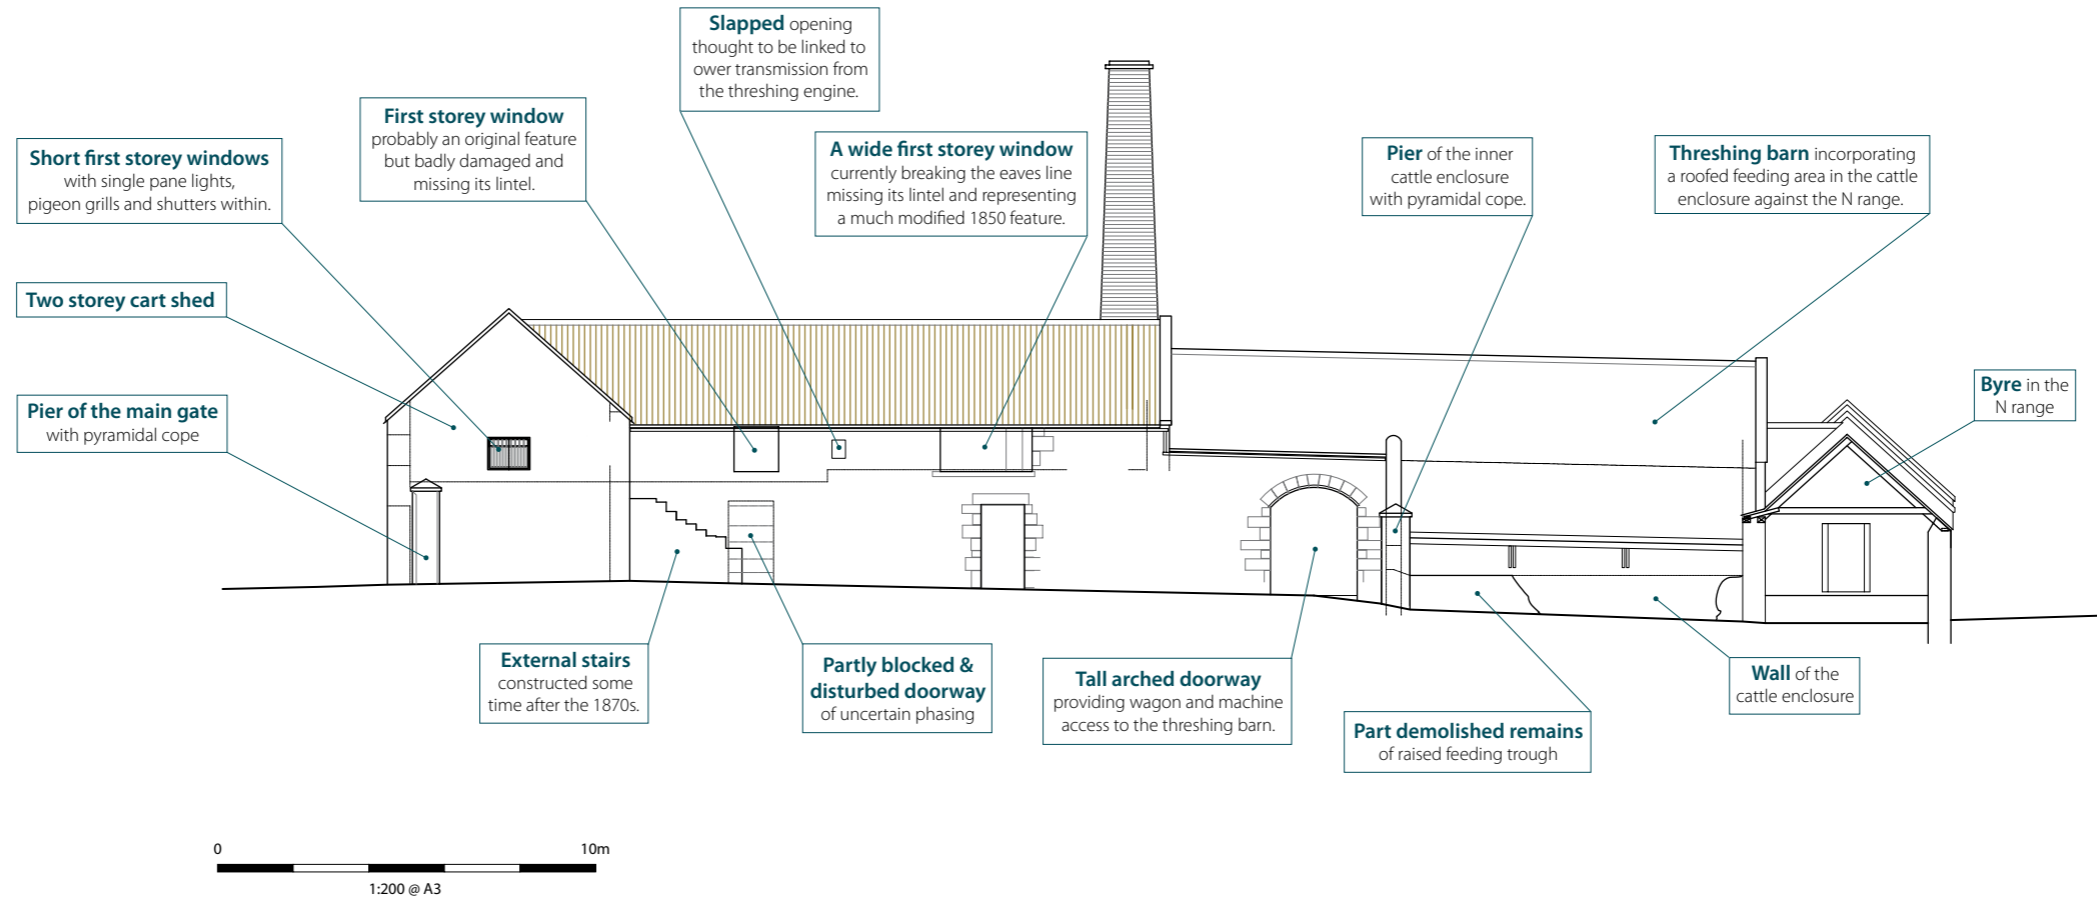 Slapped opening
thought to be linked to
ower transmission from
the threshing engine.
First storey window
probably an original feature
but badly damaged and
missing its lintel.
Short first storey windows
with single pane lights,
pigeon grills and shutters within.
A wide first storey window
currently breaking the eaves line
missing its lintel and representing
a much modified 1850 feature.
Pier of the inner
cattle enclosure
with pyramidal cope.
Threshing barn incorporating
a roofed feeding area in the cattle
enclosure against the N range.
Two storey cart shed
Pier of the main gate
with pyramidal cope
Byre in the
N range
External stairs
constructed some
time after the 1870s.
Partly blocked &
disturbed doorway
of uncertain phasing
Tall arched doorway
providing wagon and machine
access to the threshing barn.
Part demolished remains
of raised feeding trough
Wall of the
cattle enclosure
0 10m
1:200 @ A3